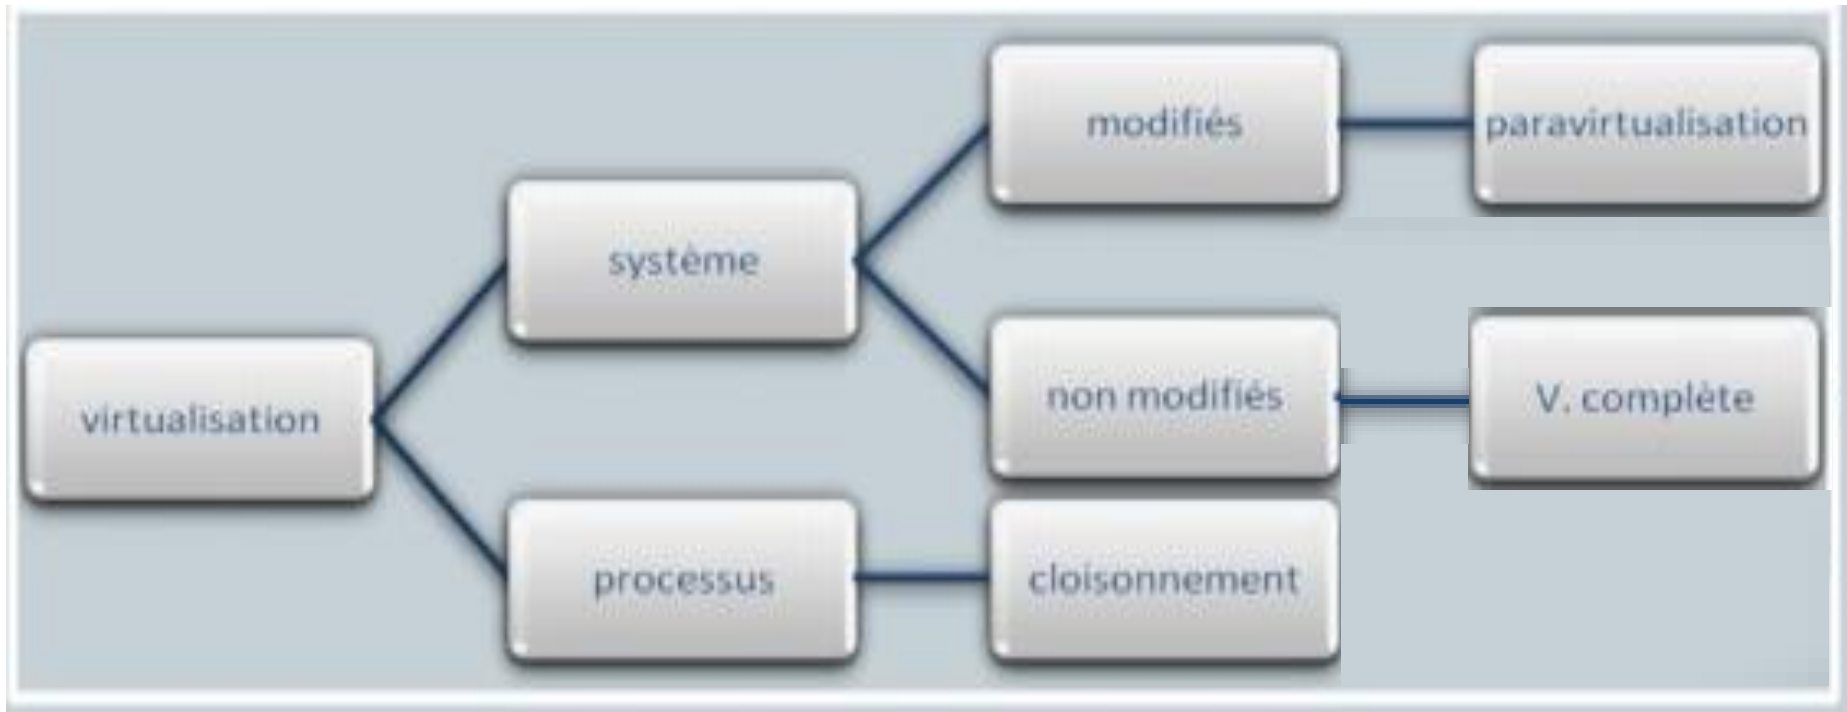 modifiés
paravirtualisation
système
non modifiés
V. complète
virtualisation
processus
cloisonnement